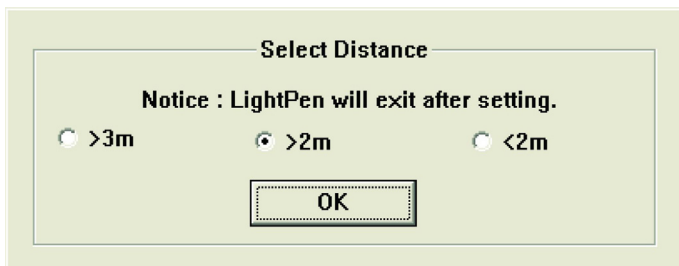 Select Distance
Notice : LightPen will exit after setting.
>3m >2m <2m
OK